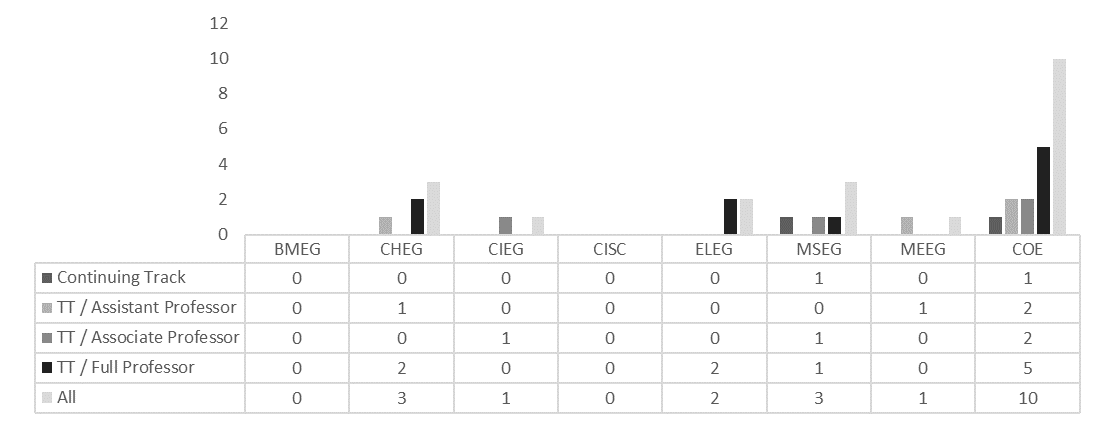 12
10
8
6
4
2
0
BMEG CHEG CIEG CISC ELEG MSEG MEEG COE
Continuing Track 0 0 0 0 0 1 0 1
TT / Assistant Professor 0 1 0 0 0 0 1 2
TT / Associate Professor 0 0 1 0 0 1 0 2
TT / Full Professor 0 2 0 0 2 1 0 5
All 0 3 1 0 2 3 1 10